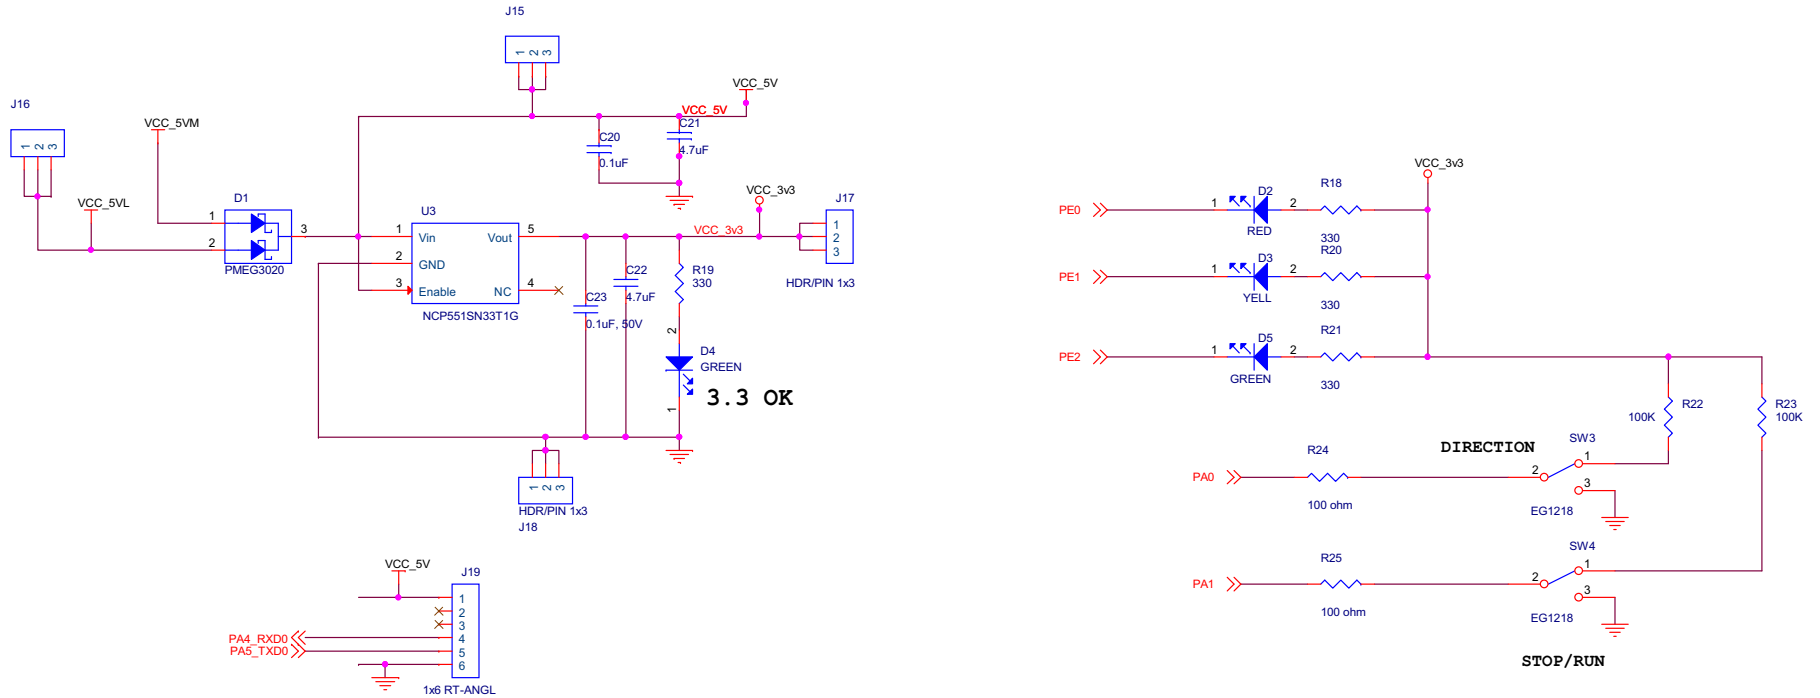 J15
1 2 3
VCC_5V
J16
1 2 3
VCC_5VM
VCC_5V
C20
0.1uF
C21
4.7uF
VCC_5VL
D1
1
2
3
PMEG3020
U3
1 Vin
2 GND
3 Enable
Vout 5
NC 4
NCP551SN33T1G
VCC_3v3
VCC_3v3
J17
1
2
3
HDR/PIN 1x3
C22
4.7uF
C23
0.1uF, 50V
R19
330
2
D4
GREEN
1
3.3 OK
1 2 3
HDR/PIN 1x3
J18
VCC_5V
J19
1
2
3
4
5
6
PA4_RXD0
PA5_TXD0
1x6 RT-ANGL
VCC_3v3
PE0
1
D2
2
RED
R18
330
PE1
1
D3
2
YELL
R20
330
PE2
1
D5
2
GREEN
R21
330
R22
100K
R23
100K
DIRECTION
PA0
R24
100 ohm
SW3
2
1
3
EG1218
PA1
R25
100 ohm
SW4
2
1
3
EG1218
STOP/RUN